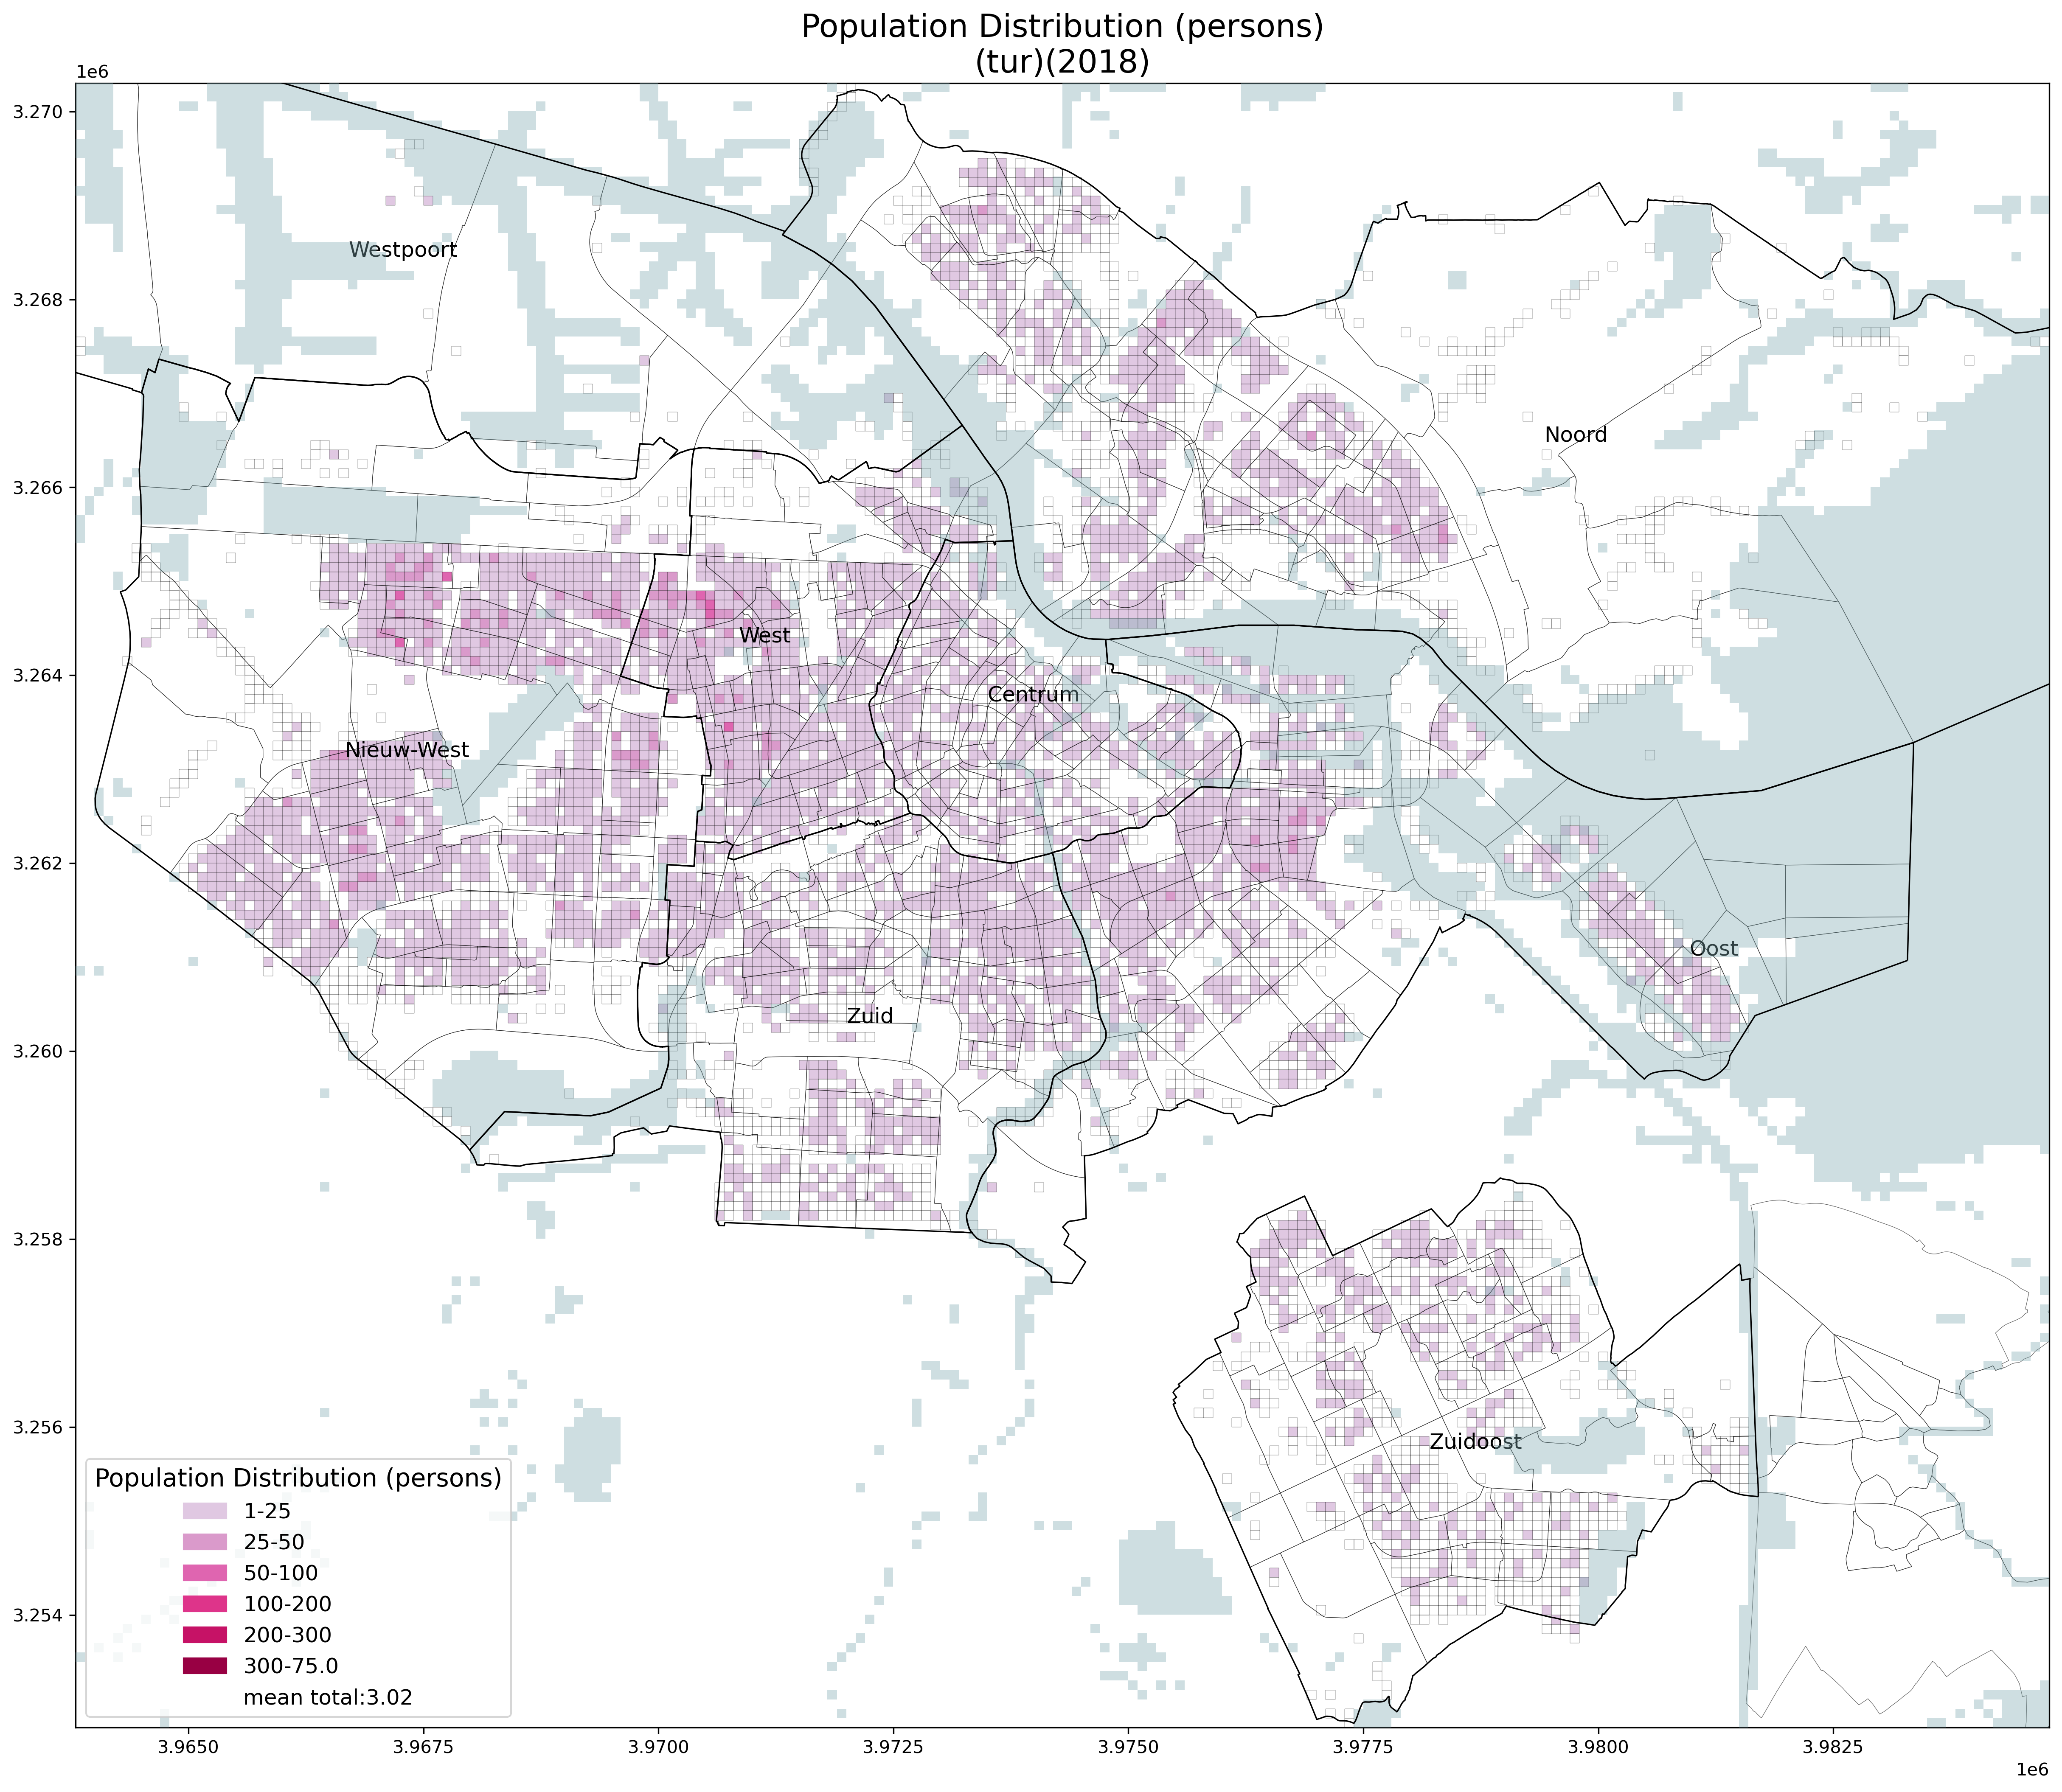 Population Distribution (persons)
(tur)(2018)
1e6
3.270
3.268
3.266
3.264
3.262
3.260
3.258
3.256
3.254
Westpoort
Noord
West
Centrum
Nieuw-West
Oost
Zuid
Zuidoost
Population Distribution (persons)
1-25
25-50
50-100
100-200
200-300
300-75.0
mean total:3.02
3.9650
3.9675
3.9700
3.9725
3.9750
3.9775
3.9800
3.9825
1e6